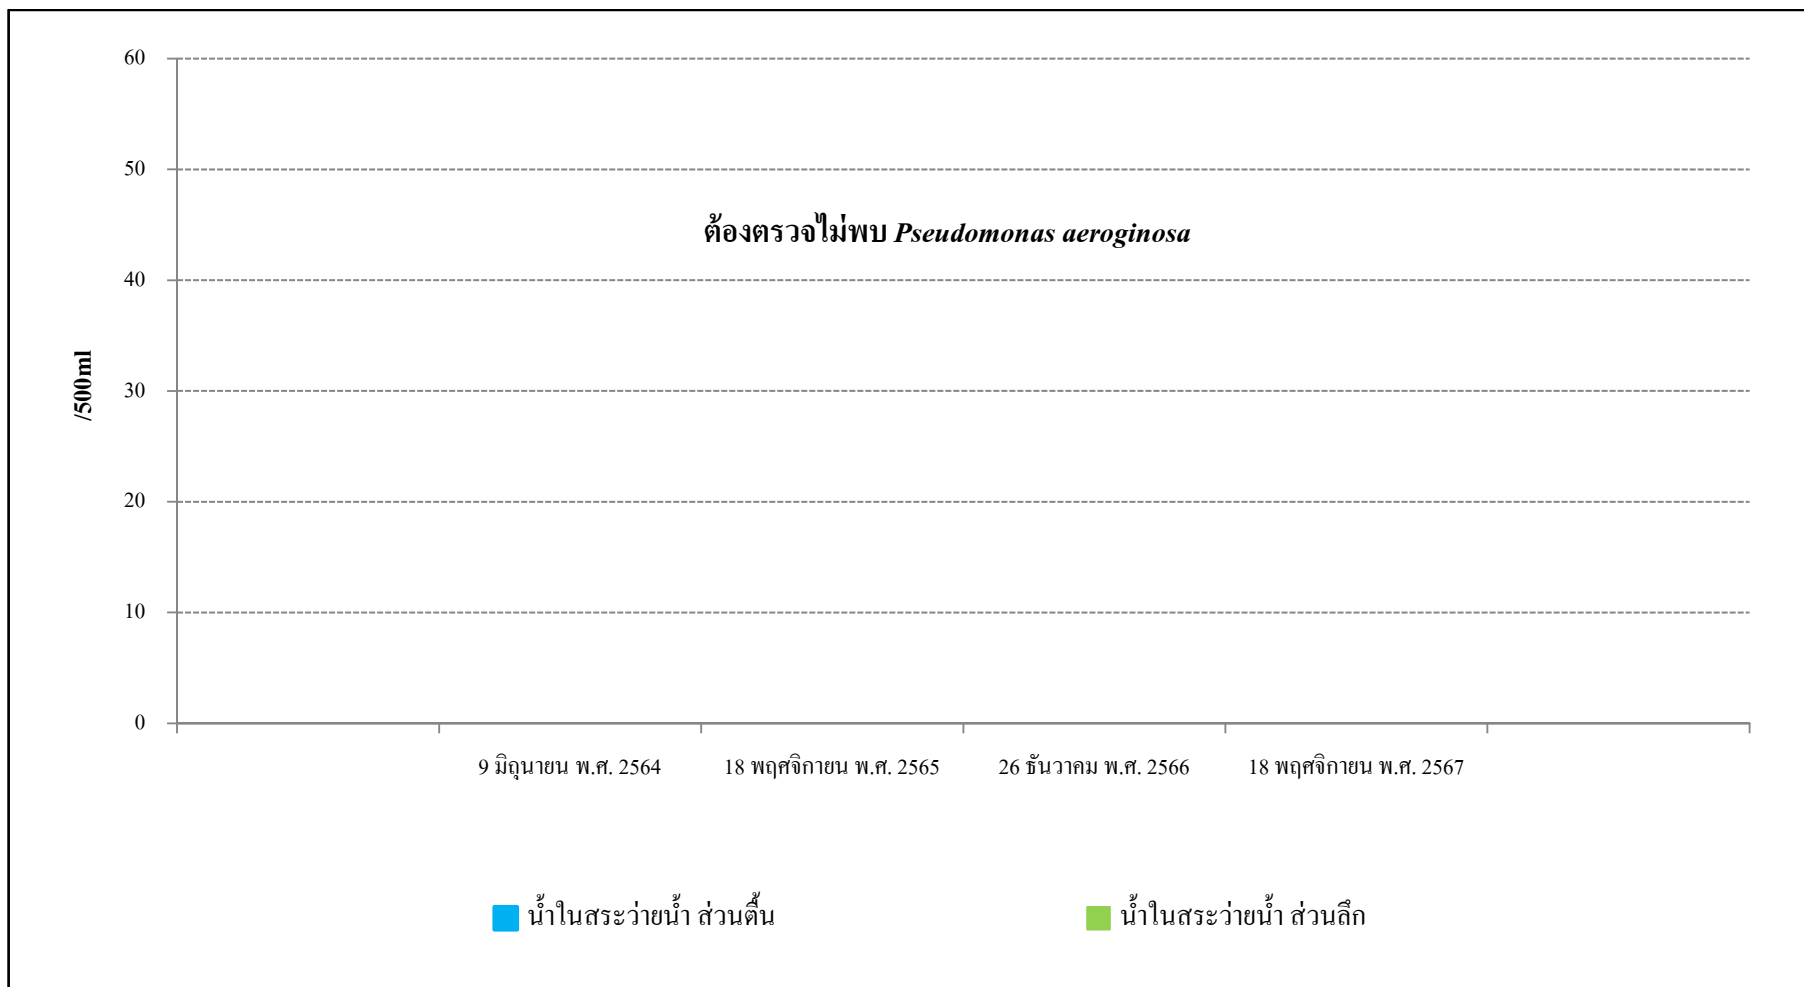 60
50
ต้องตรวจไม่พบ Pseudomonas aeroginosa
40
/500ml
30
20
10
0
9 มิถุนายน พ.ศ. 2564 18 พฤศจิกายน พ.ศ. 2565 26 ธันวาคม พ.ศ. 2566 18 พฤศจิกายน พ.ศ. 2567
น้ำในสระว่ายน้ำ ส่วนตื้น น้ำในสระว่ายน้ำ ส่วนลึก